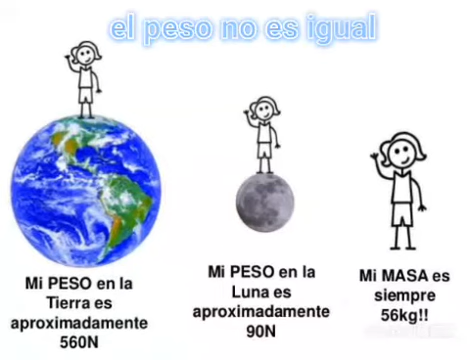 el peso no es igual
Mi PESO en la
Tierra es
aproximadamente
560N
Mi PESO en la
Luna es
aproximadamente
90N
Mi MASA es
siempre
56kg!!